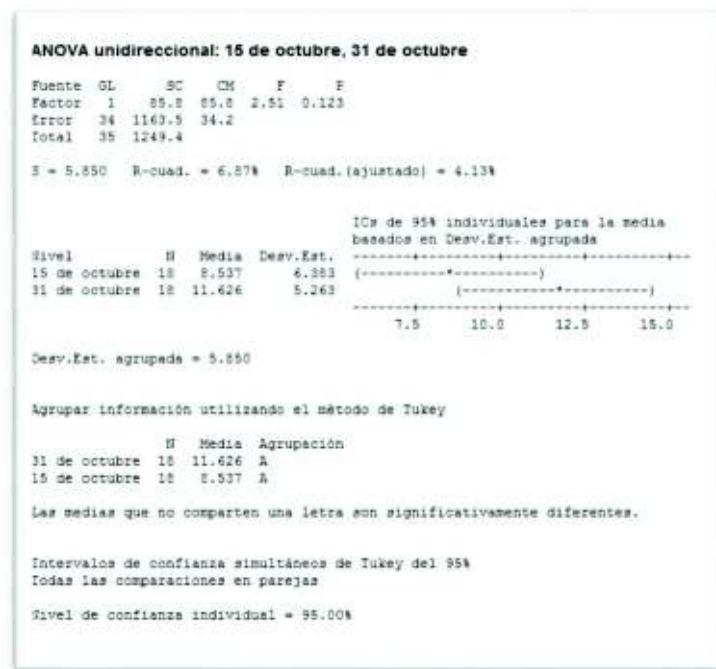 ANOVA unidireccional: 15 de octubre, 31 de octubre
Fuente GL SC CM F P
Factor 1 85.8 85.8 2.51 0.123
Error 34 1163.5 34.2
Total 35 1249.4
S = 5.850 R-cuad. = 6.87% R-cuad.(ajustado) = 4.13%
ICs de 95% individuales para la media
basados en Desv.Est. agrupada
Nivel N Media Desv.Est. -------+---------+---------+---------+--
15 de octubre 18 8.537 6.383 (----------*----------)
31 de octubre 18 11.626 5.263 (-----------*----------)
-------+---------+---------+---------+--
7.5 10.0 12.5 15.0
Desv.Est. agrupada = 5.850
Agrupar información utilizando el método de Tukey
N Media Agrupación
31 de octubre 18 11.626 A
15 de octubre 18 8.537 A
Las medias que no comparten una letra son significativamente diferentes.
Intervalos de confianza simultáneos de Tukey del 95%
Todas las comparaciones en parejas
Nivel de confianza individual = 95.00%